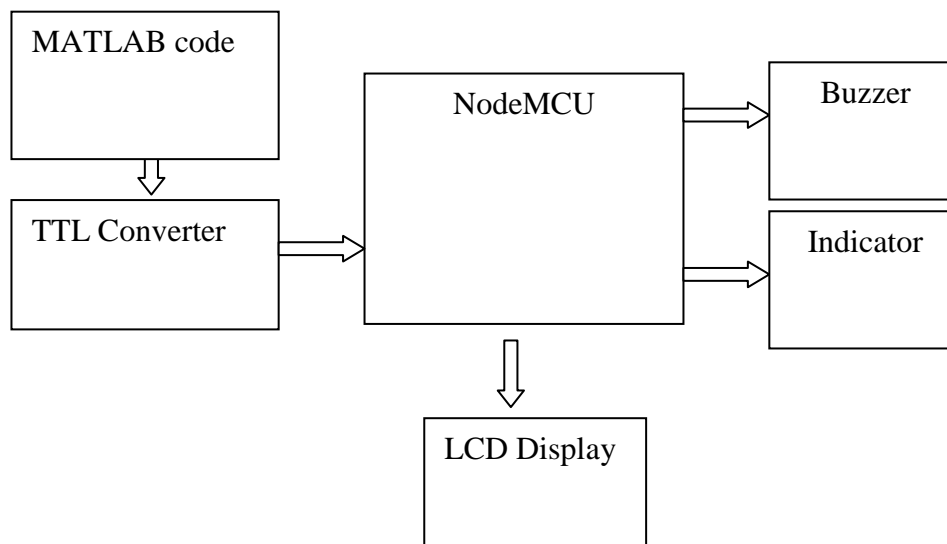 MATLAB code
NodeMCU
Buzzer
TTL Converter
Indicator
LCD Display